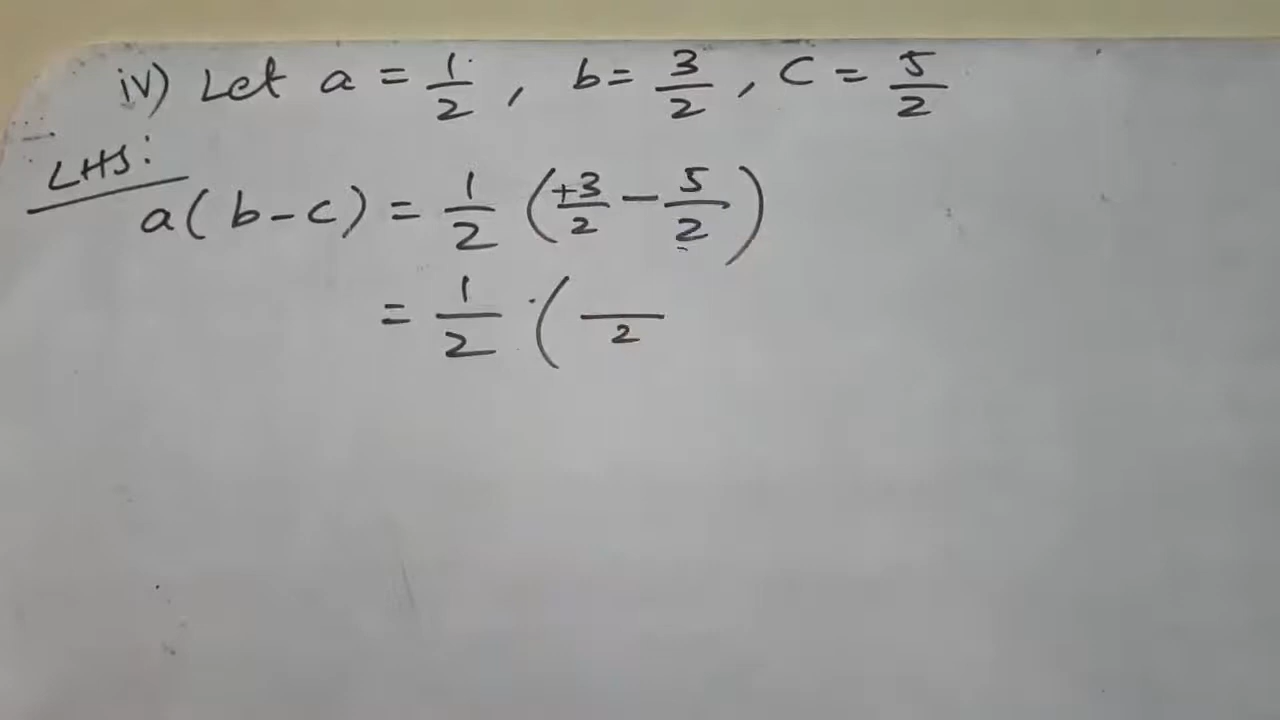 iv) Let a = 1/2 , b = 3/2 , c = 5/2
LHS:
a(b - c) = 1/2 (+3/2 - 5/2)
= 1/2 · ( /2